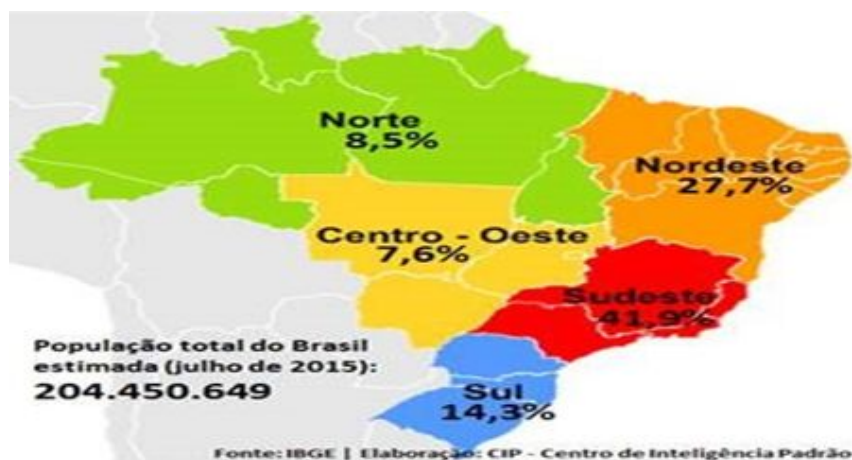 Norte
8,5%
Nordeste
27,7%
Centro - Oeste
7,6%
Sudeste
41,9%
População total do Brasil
estimada (julho de 2015):
204.450.649
Sul
14,3%
Fonte: IBGE | Elaboração: CIP - Centro de Inteligência Padrão